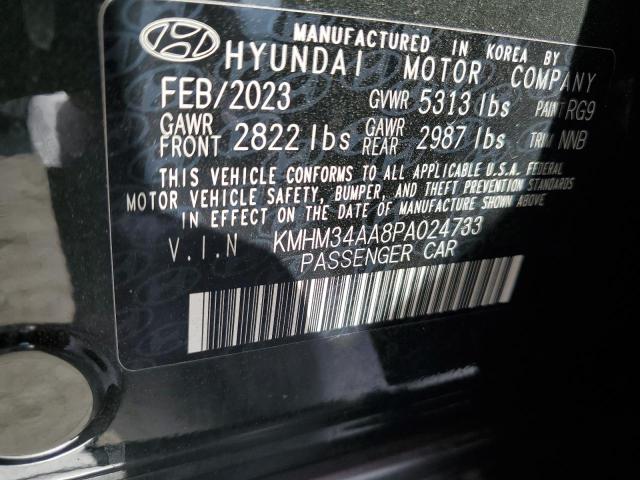 MANUFACTURED IN KOREA BY
HYUNDAI MOTOR COMPANY
FEB/2023 GVWR 5313 lbs PAINT RG9
GAWR FRONT 2822 lbs GAWR REAR 2987 lbs TRIM NNB
THIS VEHICLE CONFORMS TO ALL APPLICABLE U.S.A. FEDERAL
MOTOR VEHICLE SAFETY, BUMPER, AND THEFT PREVENTION STANDARDS
IN EFFECT ON THE DATE OF MANUFACTURE SHOWN ABOVE.
V.I.N KMHM34AA8PA024733
PASSENGER CAR